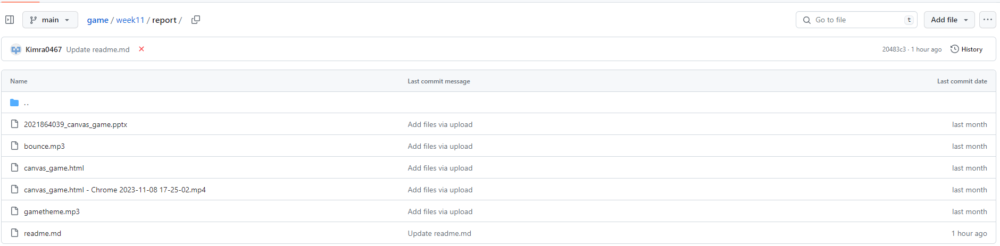 main game / week11 / report / Go to file t Add file
Kimra0467 Update readme.md 20483c3 · 1 hour ago History
Name Last commit message Last commit date
..
2021864039_canvas_game.pptx Add files via upload last month
bounce.mp3 Add files via upload last month
canvas_game.html Add files via upload last month
canvas_game.html - Chrome 2023-11-08 17-25-02.mp4 Add files via upload last month
gametheme.mp3 Add files via upload last month
readme.md Update readme.md 1 hour ago